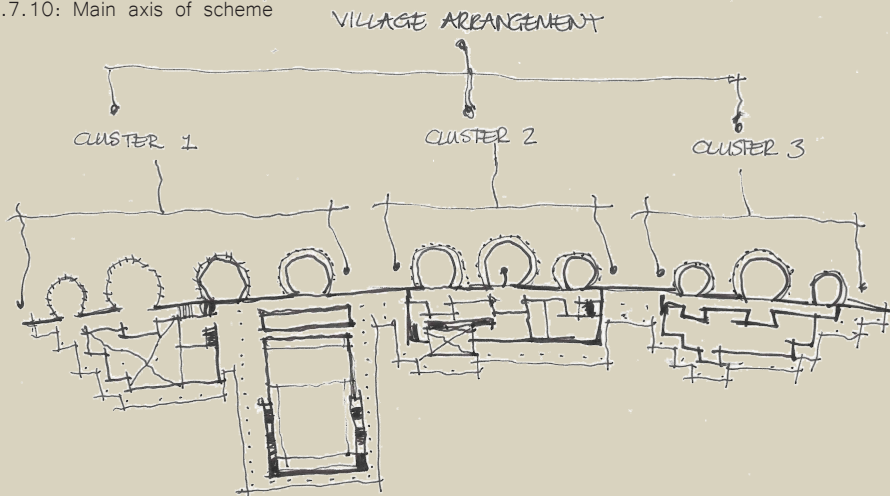 .7.10: Main axis of scheme
VILLAGE ARRANGEMENT
CLUSTER 1
CLUSTER 2
CLUSTER 3